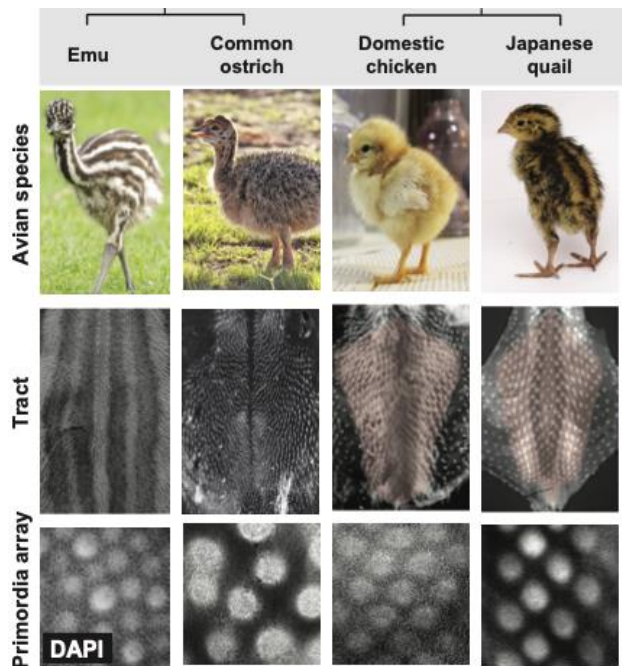 Emu
Common
ostrich
Domestic
chicken
Japanese
quail
Avian species
Tract
Primordia array
DAPI